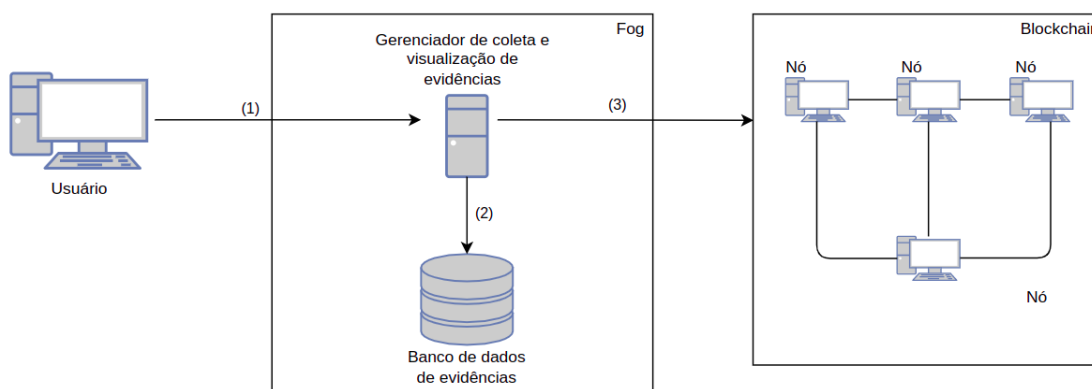 Fog
Gerenciador de coleta e
visualização de
evidências
(1)
(2)
(3)
Usuário
Banco de dados
de evidências
Blockchain
Nó
Nó
Nó
Nó